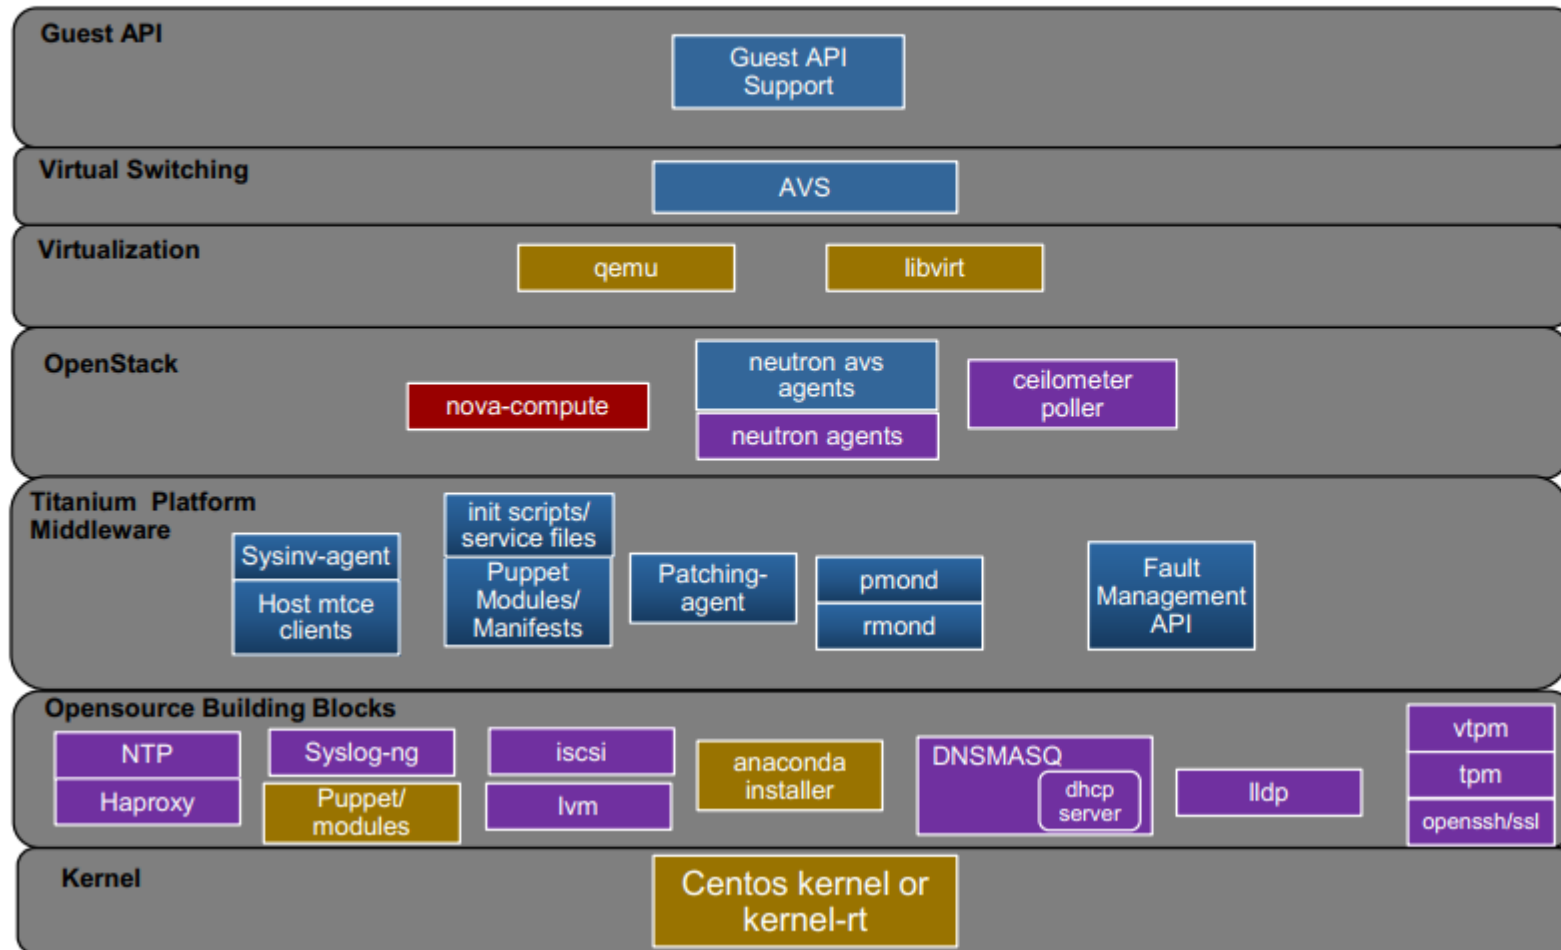 Guest API
Guest API
Support
Virtual Switching
AVS
Virtualization
qemu
libvirt
OpenStack
nova-compute
neutron avs
agents
neutron agents
ceilometer
poller
Titanium Platform
Middleware
Sysinv-agent
Host mtce
clients
init scripts/
service files
Puppet
Modules/
Manifests
Patching-
agent
pmond
rmond
Fault
Management
API
Opensource Building Blocks
NTP
Haproxy
Syslog-ng
Puppet/
modules
iscsi
lvm
anaconda
installer
DNSMASQ
dhcp
server
lldp
vtpm
tpm
openssh/ssl
Kernel
Centos kernel or
kernel-rt